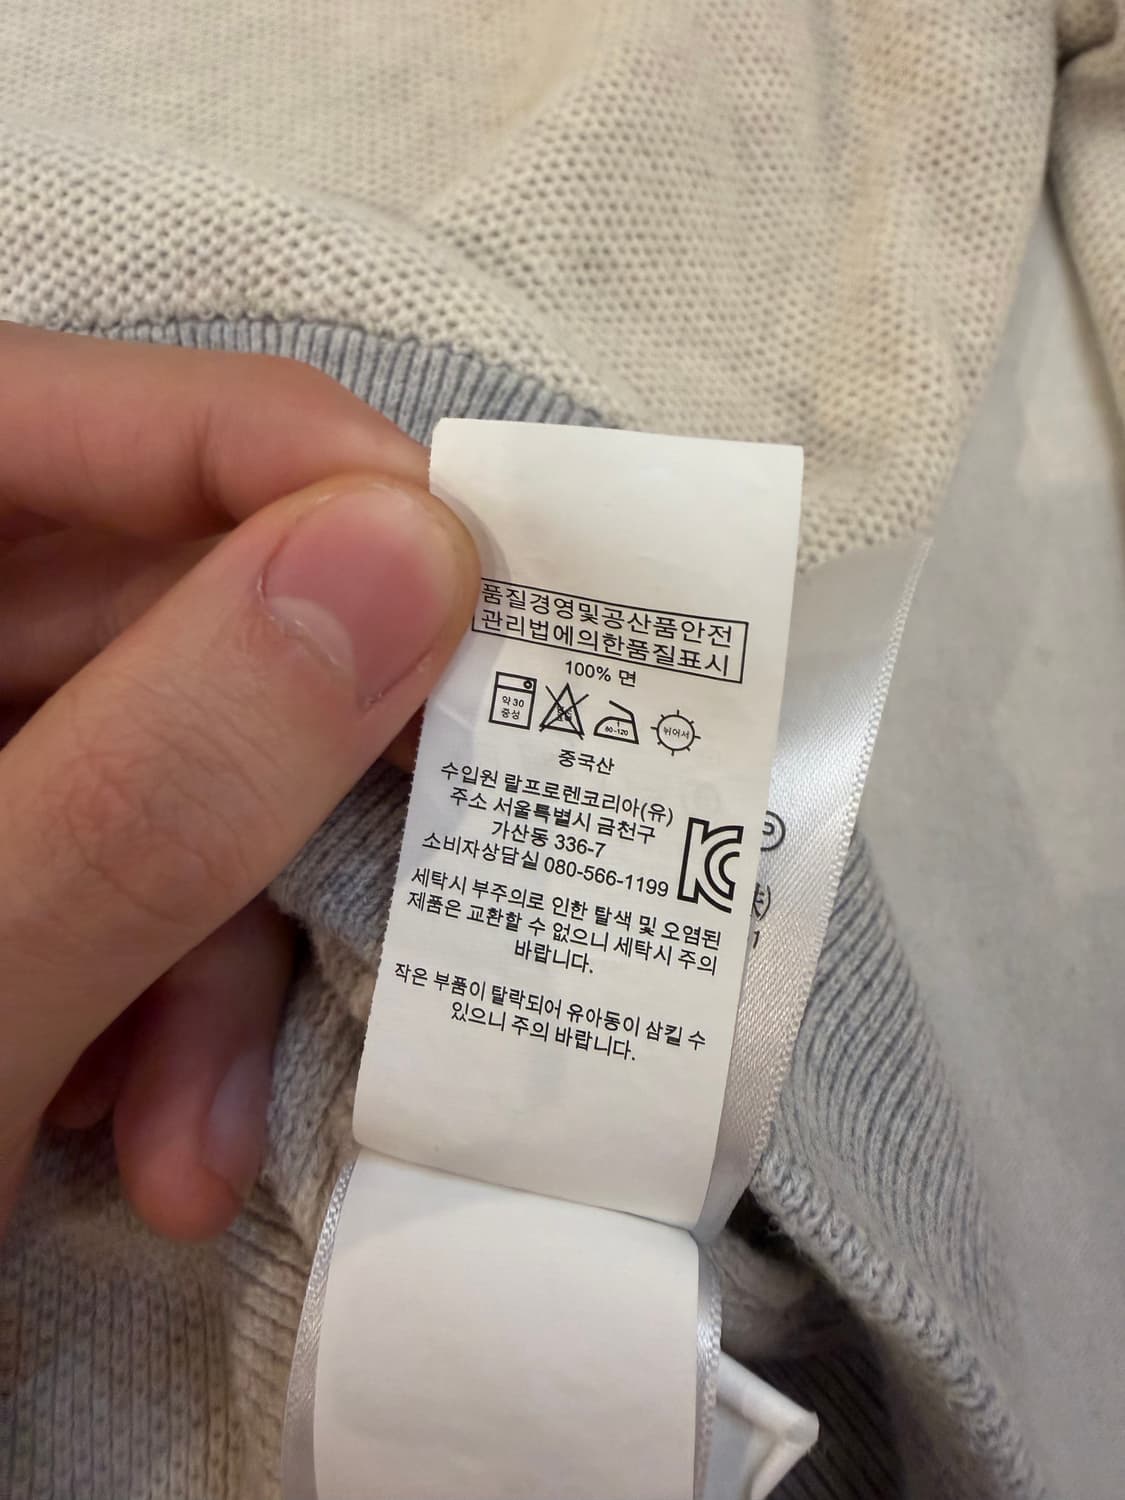 품질경영및공산품안전
관리법에의한품질표시
100% 면
약 30
중성
1
80-120
뉘어서
중국산
수입원 랄프로렌코리아(유)
주소 서울특별시 금천구
가산동 336-7
소비자상담실 080-566-1199
KC
세탁시 부주의로 인한 탈색 및 오염된
제품은 교환할 수 없으니 세탁시 주의
바랍니다.
작은 부품이 탈락되어 유아동이 삼킬 수
있으니 주의 바랍니다.
P